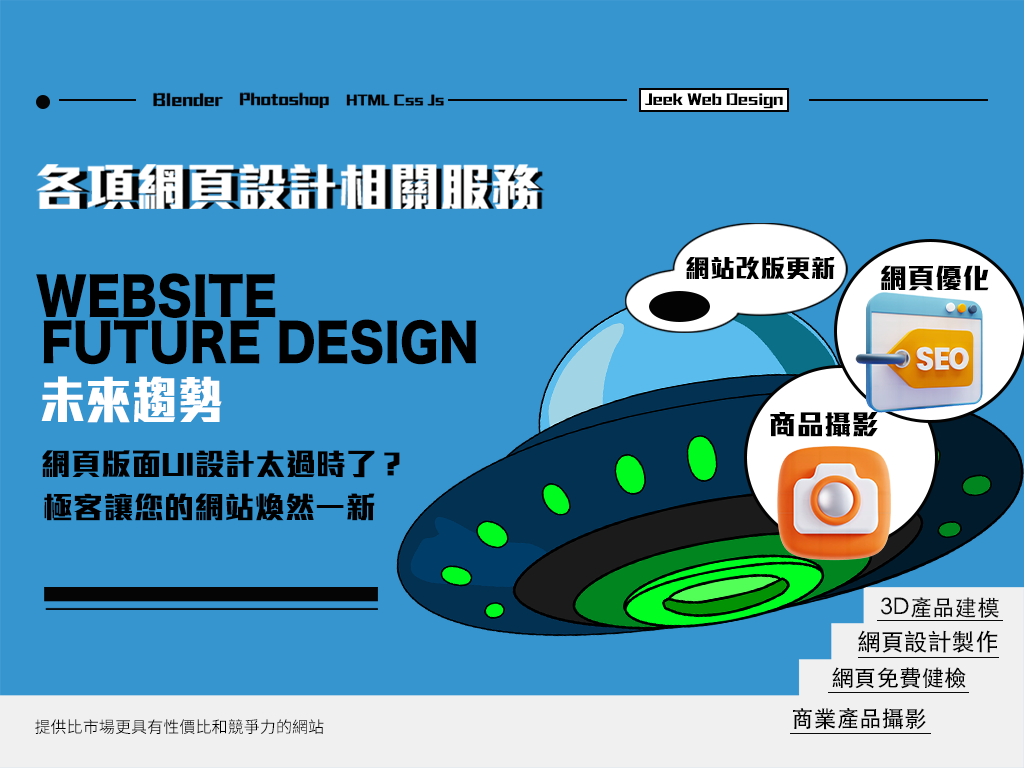 Blender Photoshop HTML Css Js
Jeek Web Design
各項網頁設計相關服務
WEBSITE
FUTURE DESIGN
未來趨勢
網頁版面UI設計太過時了？
極客讓您的網站煥然一新
網站改版更新
網頁優化
SEO
商品攝影
3D產品建模
網頁設計製作
網頁免費健檢
商業產品攝影
提供比市場更具有性價比和競爭力的網站